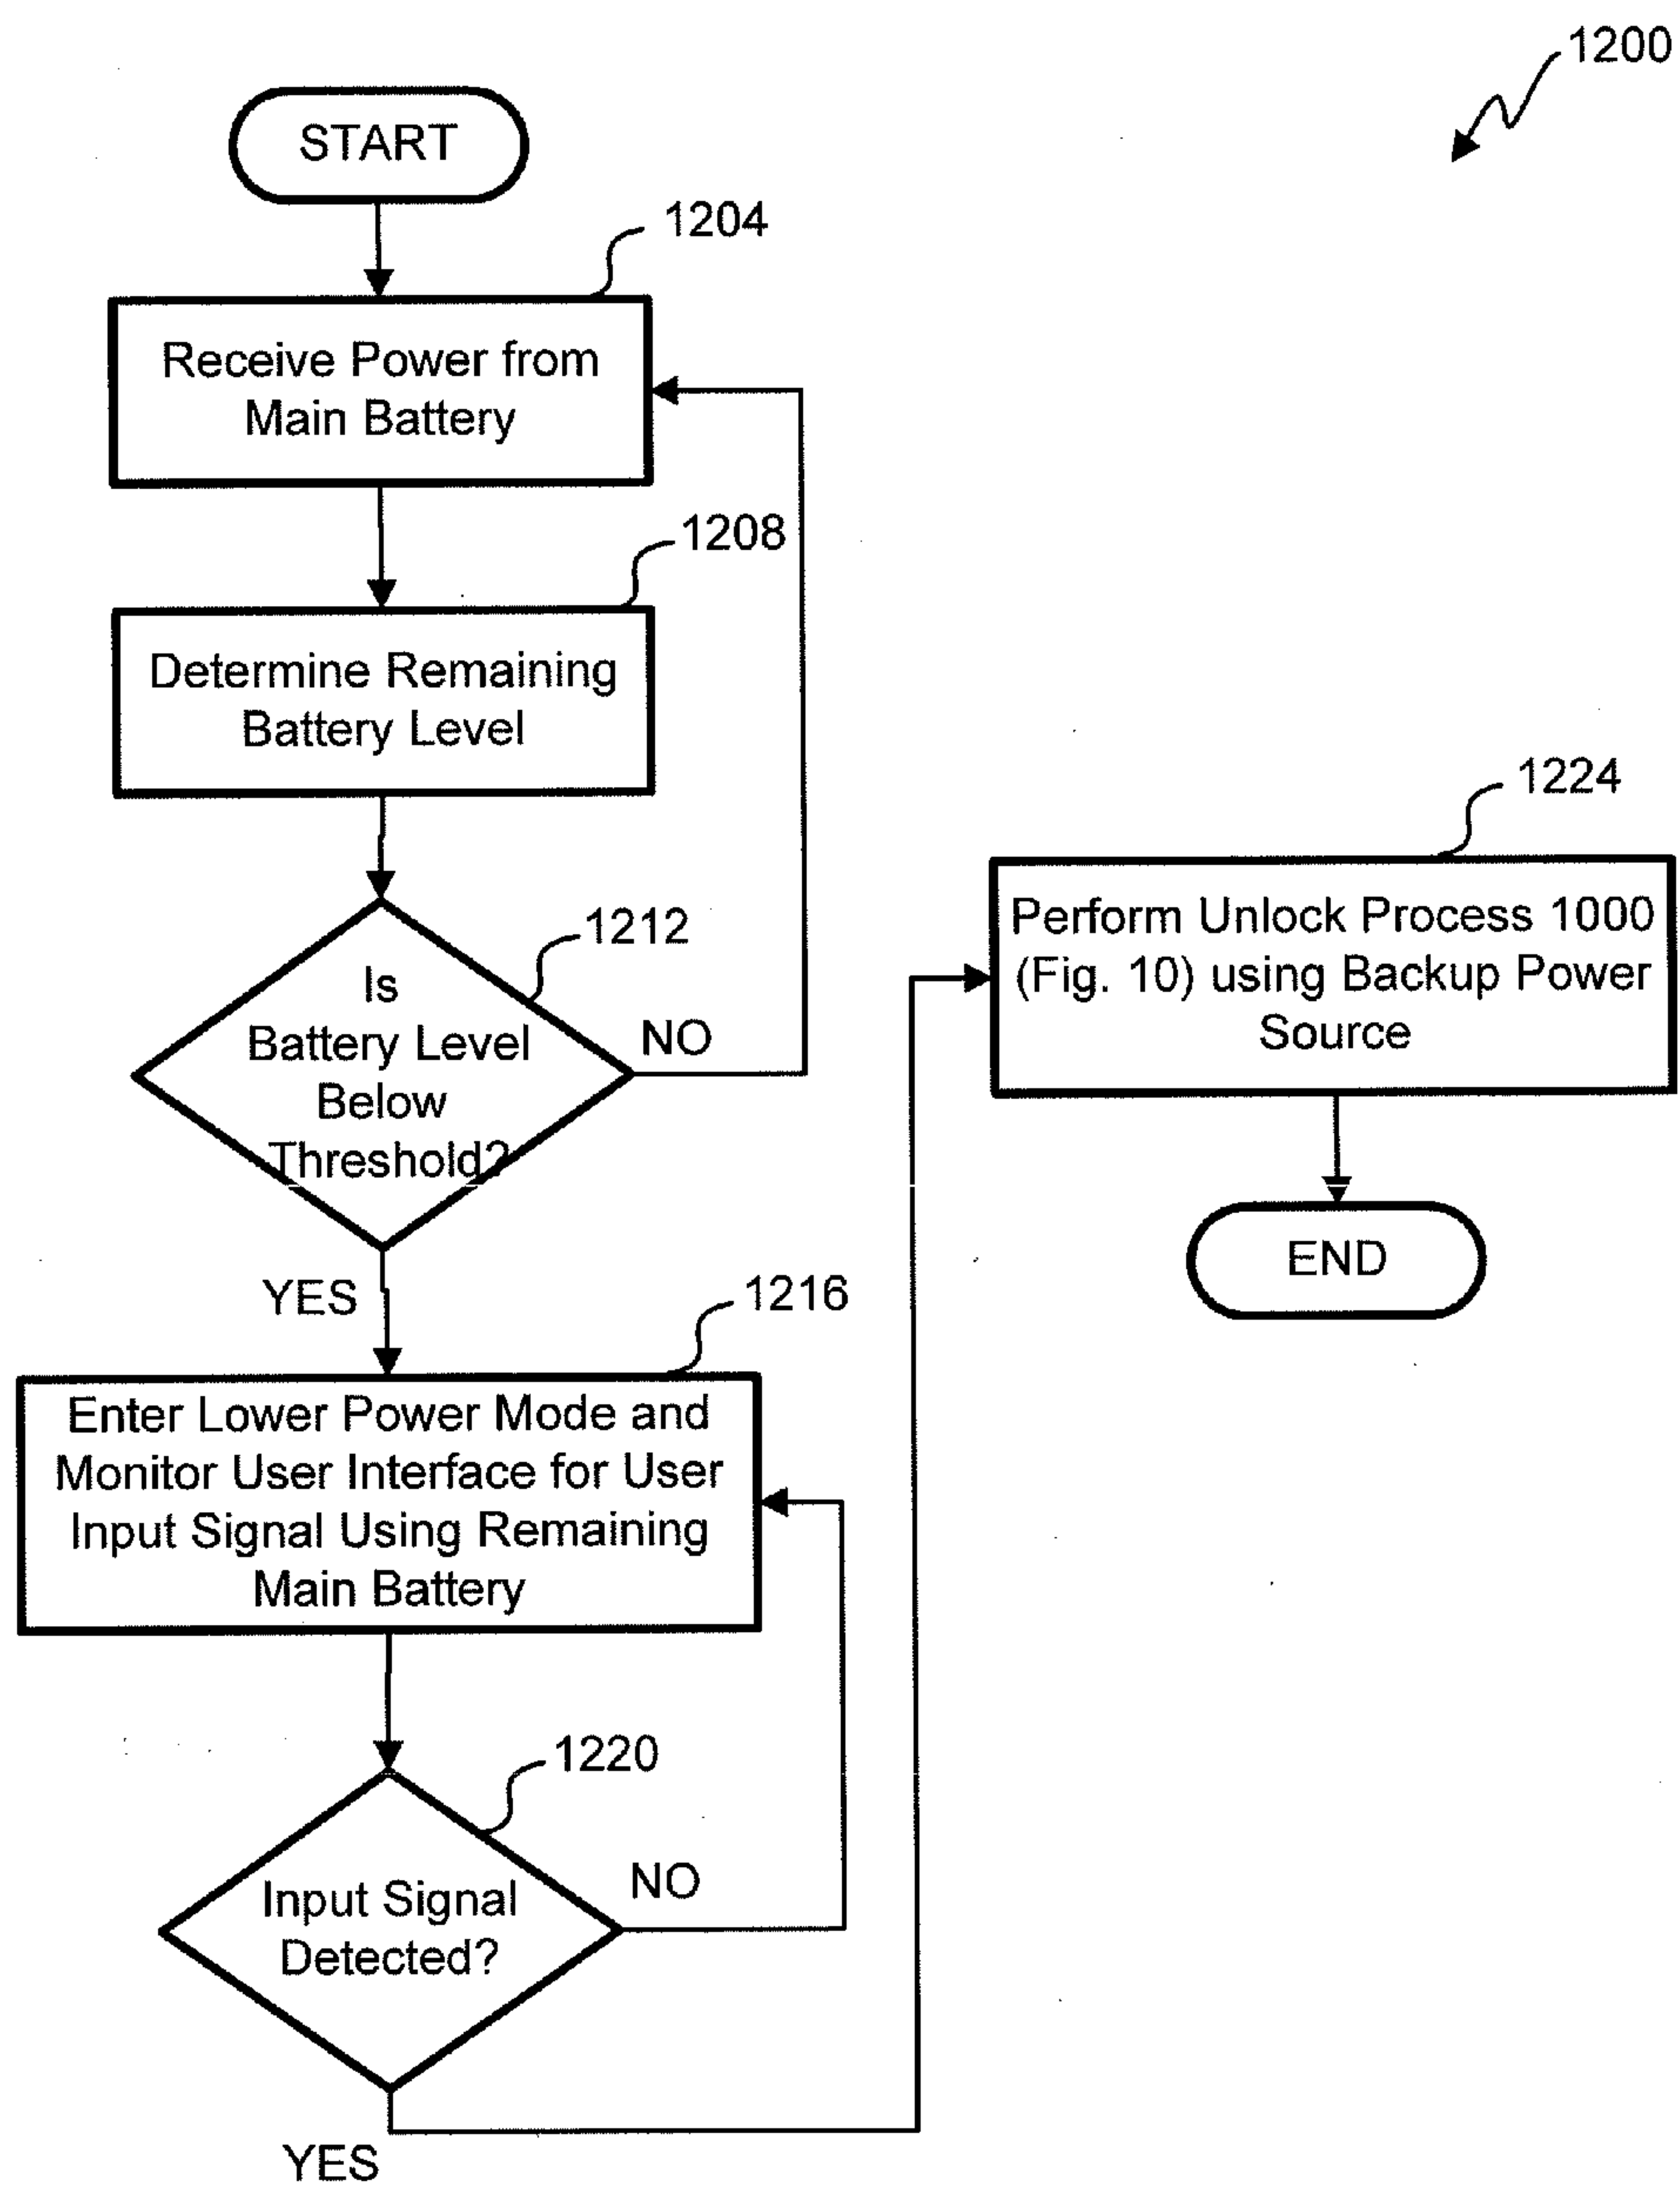 1200
START
1204
Receive Power from
Main Battery
1208
Determine Remaining
Battery Level
1212
Is
Battery Level
Below
Threshold?
NO
YES
1216
Enter Lower Power Mode and
Monitor User Interface for User
Input Signal Using Remaining
Main Battery
1220
Input Signal
Detected?
NO
YES
1224
Perform Unlock Process 1000
(Fig. 10) using Backup Power
Source
END